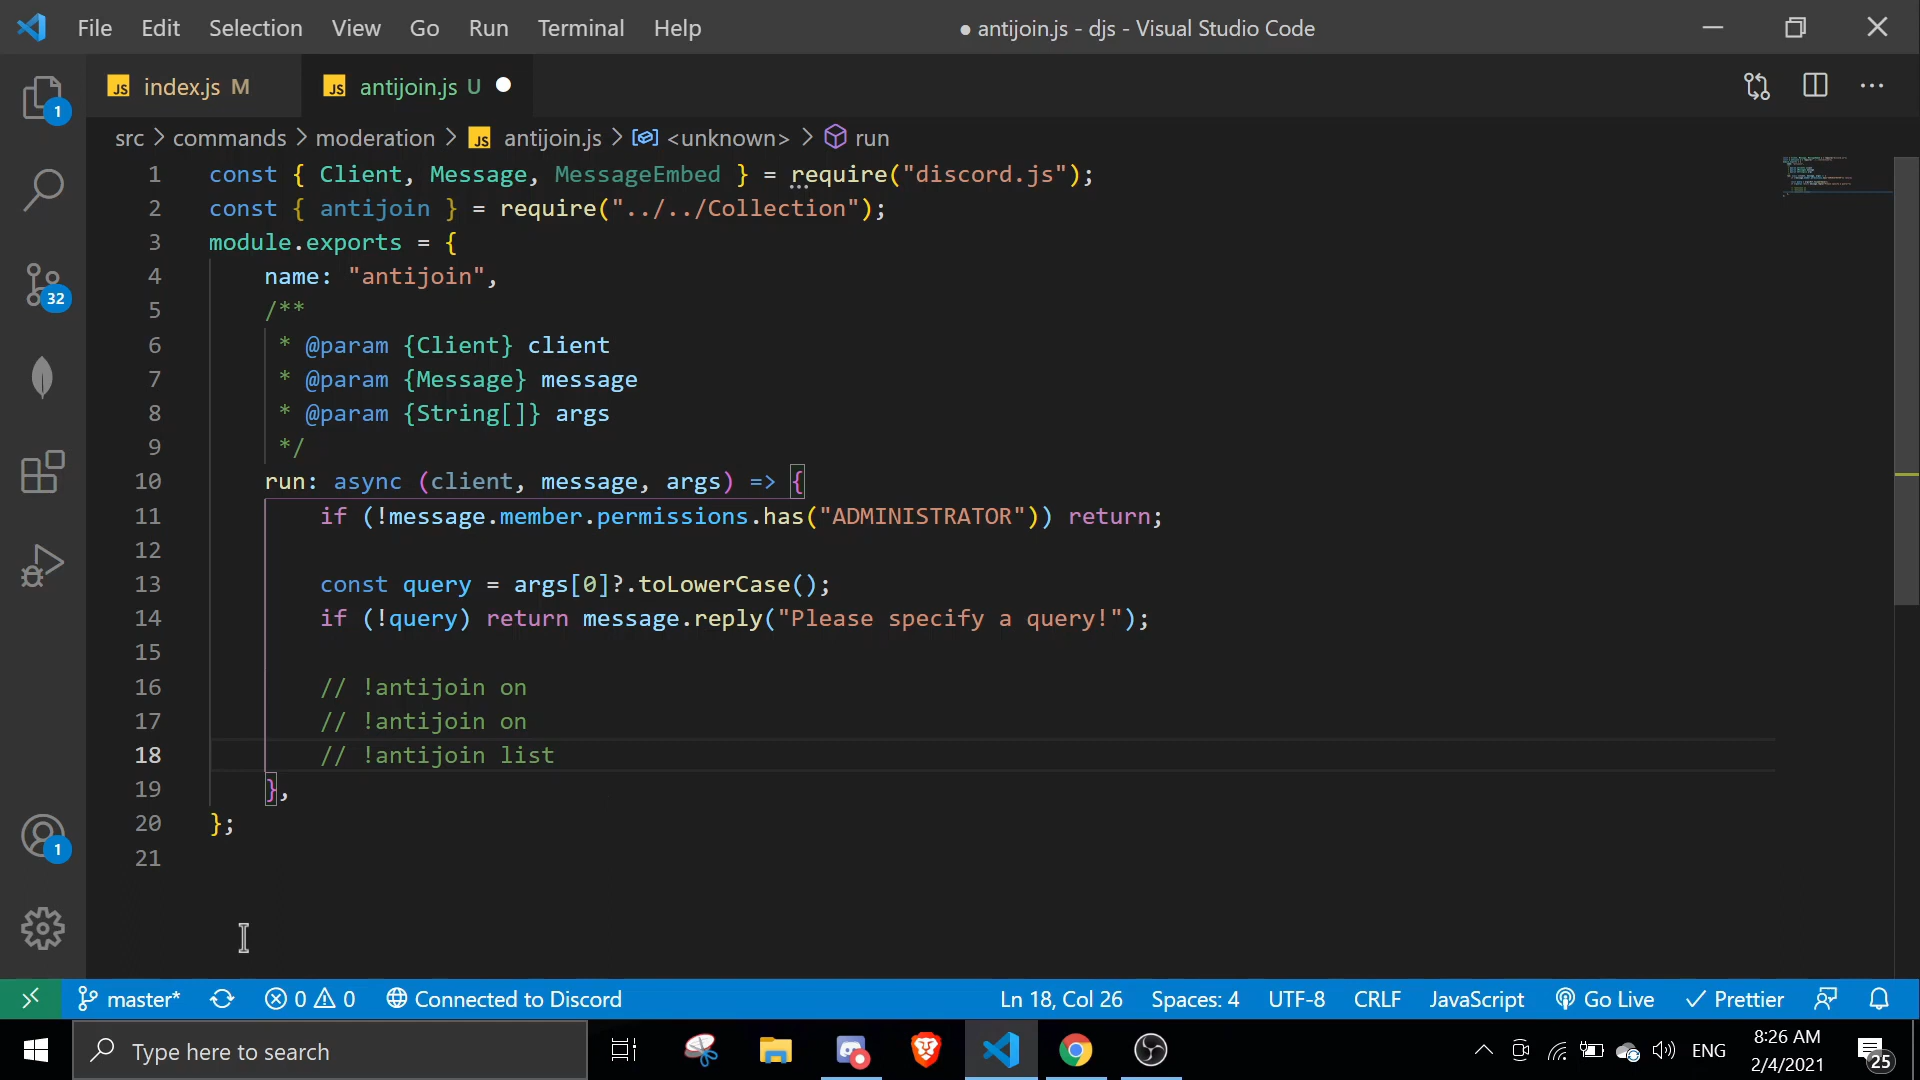 File Edit Selection View Go Run Terminal Help
● antijoin.js - djs - Visual Studio Code
JS index.js M
JS antijoin.js U
src > commands > moderation > JS antijoin.js > <unknown> > run
1 const { Client, Message, MessageEmbed } = require("discord.js");
2 const { antijoin } = require("../../Collection");
3 module.exports = {
4 name: "antijoin",
5 /**
6 * @param {Client} client
7 * @param {Message} message
8 * @param {String[]} args
9 */
10 run: async (client, message, args) => {
11 if (!message.member.permissions.has("ADMINISTRATOR")) return;
12
13 const query = args[0]?.toLowerCase();
14 if (!query) return message.reply("Please specify a query!");
15
16 // !antijoin on
17 // !antijoin on
18 // !antijoin list
19 },
20 };
21
1
32
1
master* 0 0 Connected to Discord Ln 18, Col 26 Spaces: 4 UTF-8 CRLF JavaScript Go Live Prettier
Type here to search
ENG
8:26 AM
2/4/2021
25